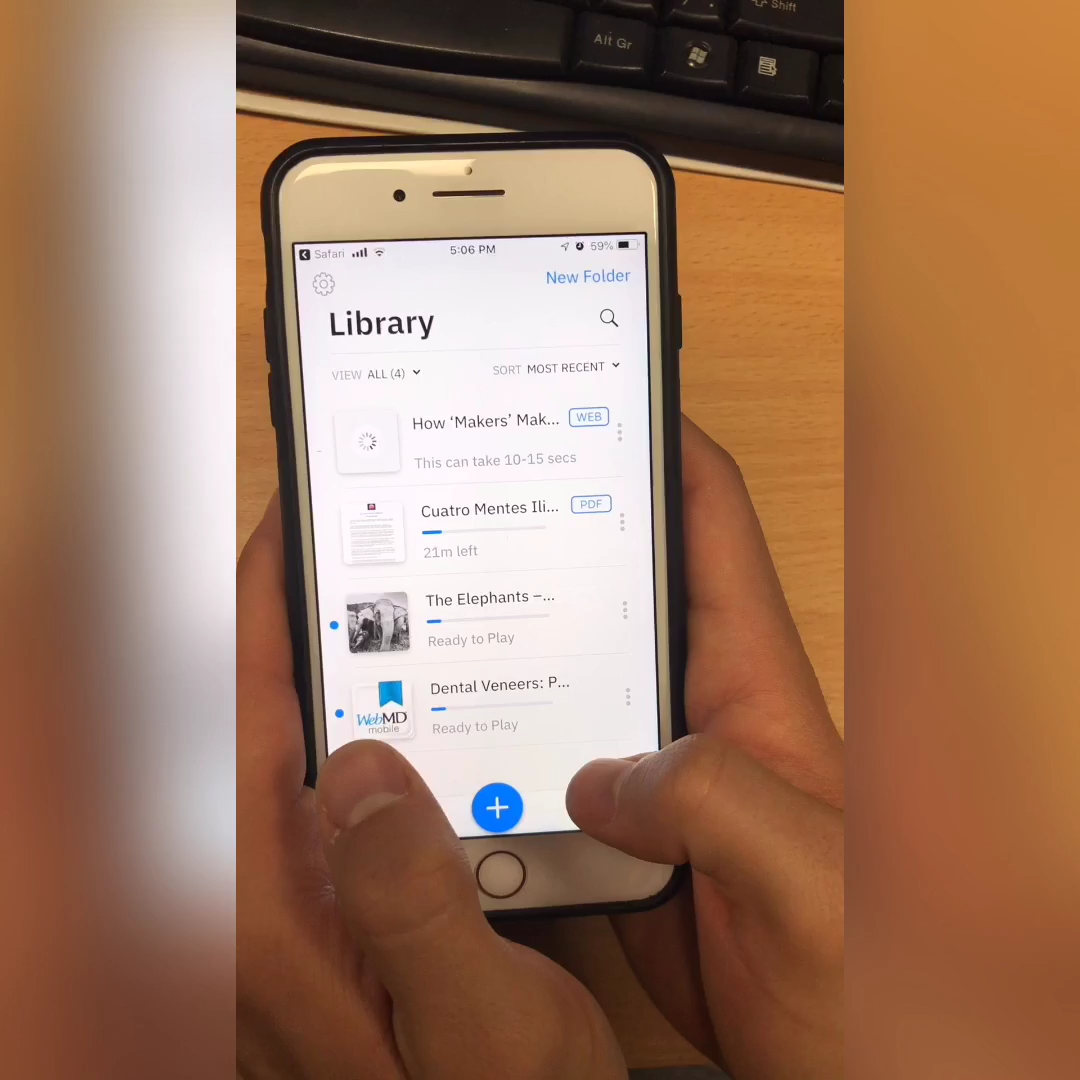 Shift
Alt Gr
Safari 5:06 PM 59%
New Folder
Library
VIEW ALL (4) SORT MOST RECENT
How ‘Makers’ Mak... WEB
This can take 10-15 secs
Cuatro Mentes Ili... PDF
21m left
The Elephants –...
Ready to Play
Dental Veneers: P...
WebMD
mobile
Ready to Play